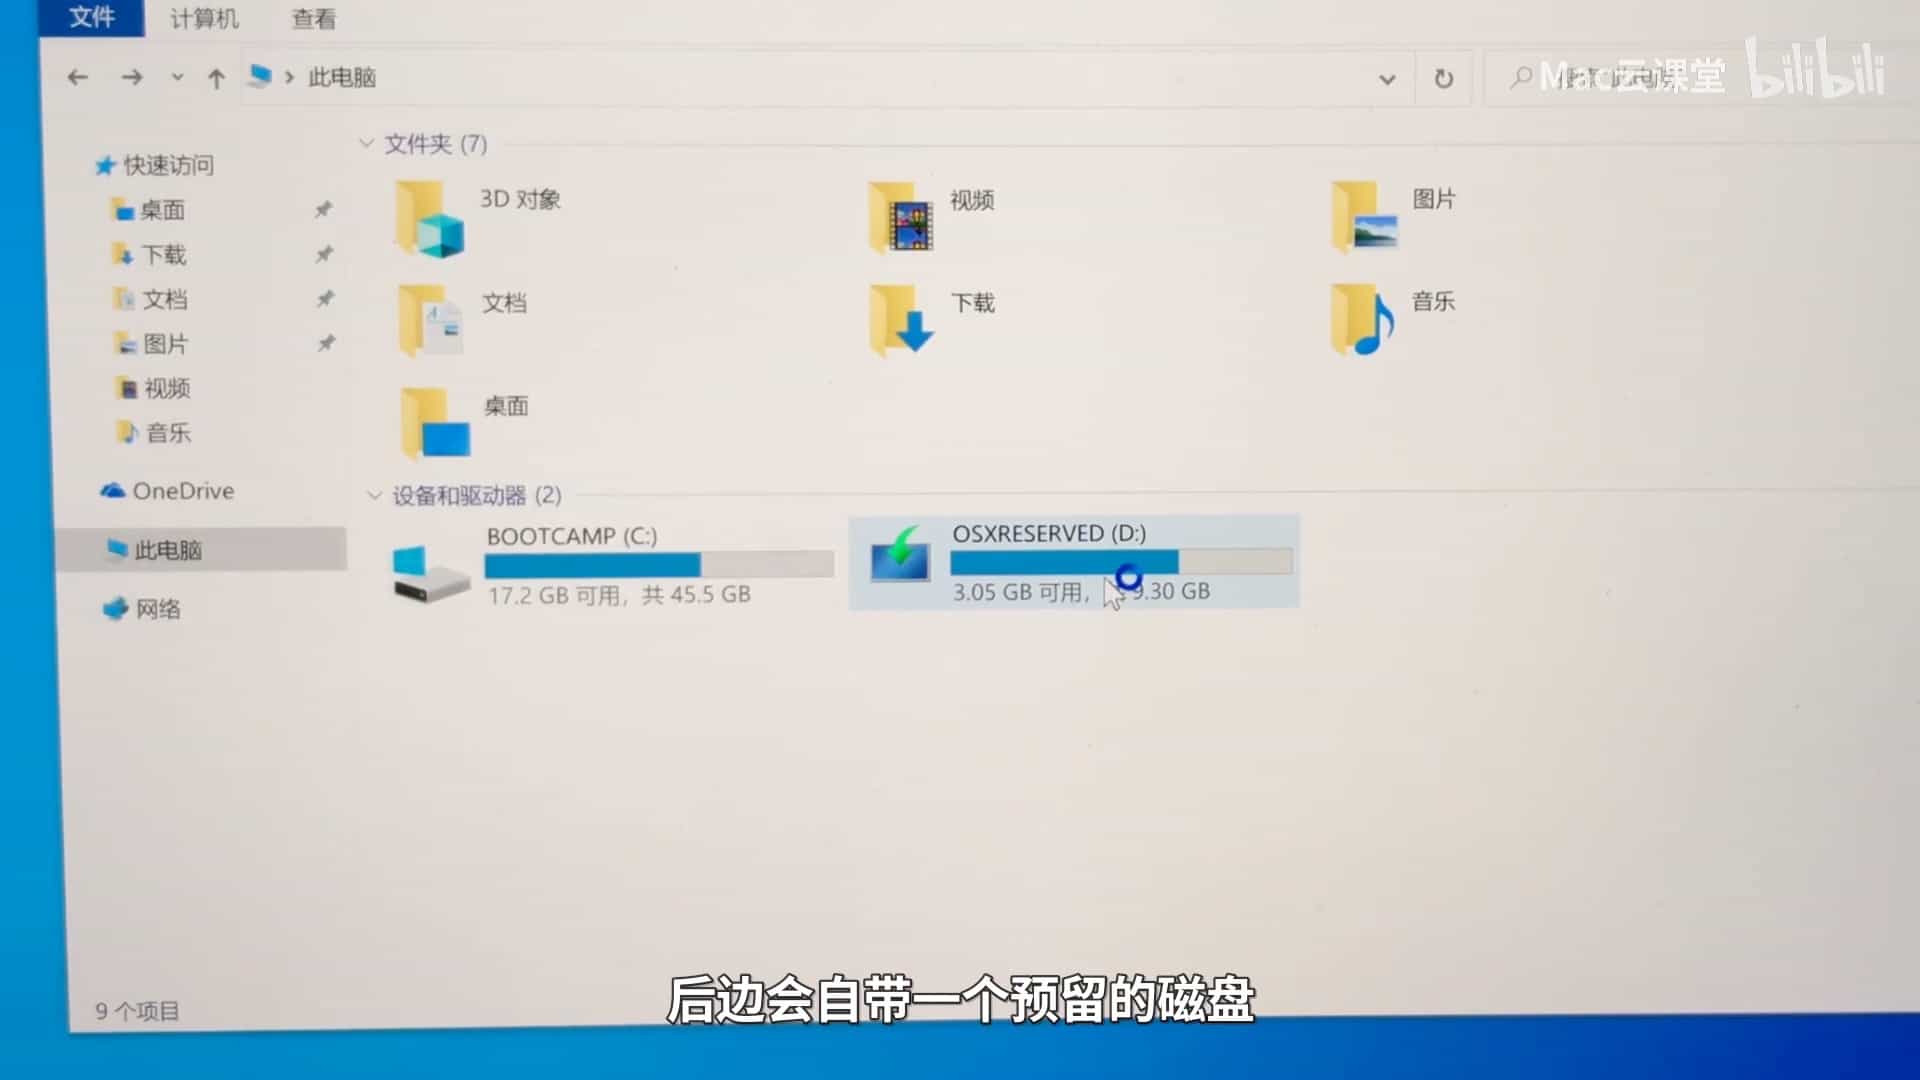 文件 计算机 查看
此电脑
Mac云课堂 bilibili
快速访问
桌面
下载
文档
图片
视频
音乐
OneDrive
此电脑
网络
文件夹 (7)
3D 对象 视频 图片
文档 下载 音乐
桌面
设备和驱动器 (2)
BOOTCAMP (C:)
17.2 GB 可用, 共 45.5 GB
OSXRESERVED (D:)
3.05 GB 可用, 9.30 GB
9 个项目
后边会自带一个预留的磁盘